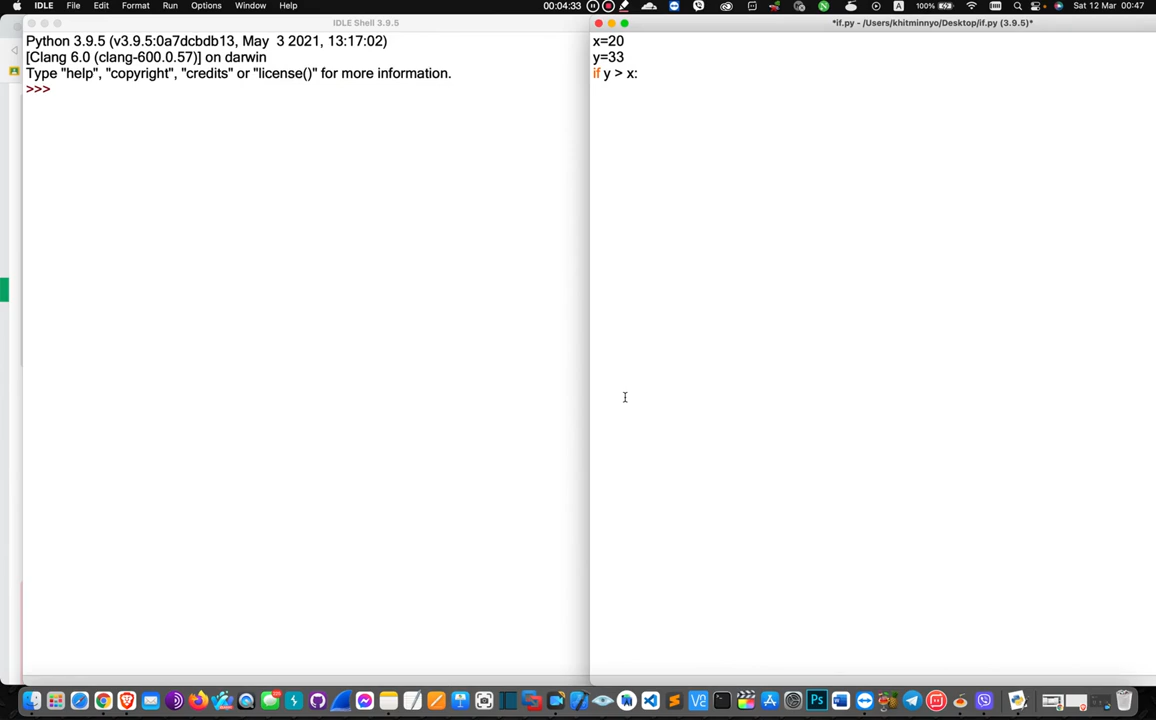 IDLE File Edit Format Run Options Window Help 00:04:33 100% Sat 12 Mar 00:47
IDLE Shell 3.9.5
Python 3.9.5 (v3.9.5:0a7dcbdb13, May  3 2021, 13:17:02)
[Clang 6.0 (clang-600.0.57)] on darwin
Type "help", "copyright", "credits" or "license()" for more information.
>>>
*if.py - /Users/khitminnyo/Desktop/if.py (3.9.5)*
x=20
y=33
if y > x: